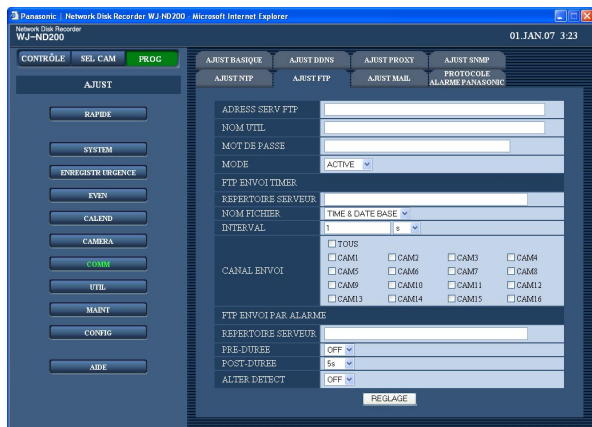 Panasonic | Network Disk Recorder WJ-ND200 - Microsoft Internet Explorer
Network Disk Recorder
WJ-ND200
01.JAN.07 3:23
CONTRÔLE SEL CAM PROG
AJUST BASIQUE AJUST DDNS AJUST PROXY AJUST SNMP
AJUST NTP AJUST FTP AJUST MAIL PROTOCOLE ALARME PANASONIC
AJUST
RAPIDE
SYSTEM
ENREGISTR URGENCE
EVEN
CALEND
CAMERA
COMM
UTIL
MAINT
CONFIG
AIDE
ADRESS SERV FTP
NOM UTIL
MOT DE PASSE
MODE ACTIVE
FTP ENVOI TIMER
REPERTOIRE SERVEUR
NOM FICHIER TIME & DATE BASE
INTERVAL 1 s
CANAL ENVOI
TOUS
CAM1 CAM2 CAM3 CAM4
CAM5 CAM6 CAM7 CAM8
CAM9 CAM10 CAM11 CAM12
CAM13 CAM14 CAM15 CAM16
FTP ENVOI PAR ALARME
REPERTOIRE SERVEUR
PRE-DUREE OFF
POST-DUREE 5s
ALTER DETECT OFF
REGLAGE